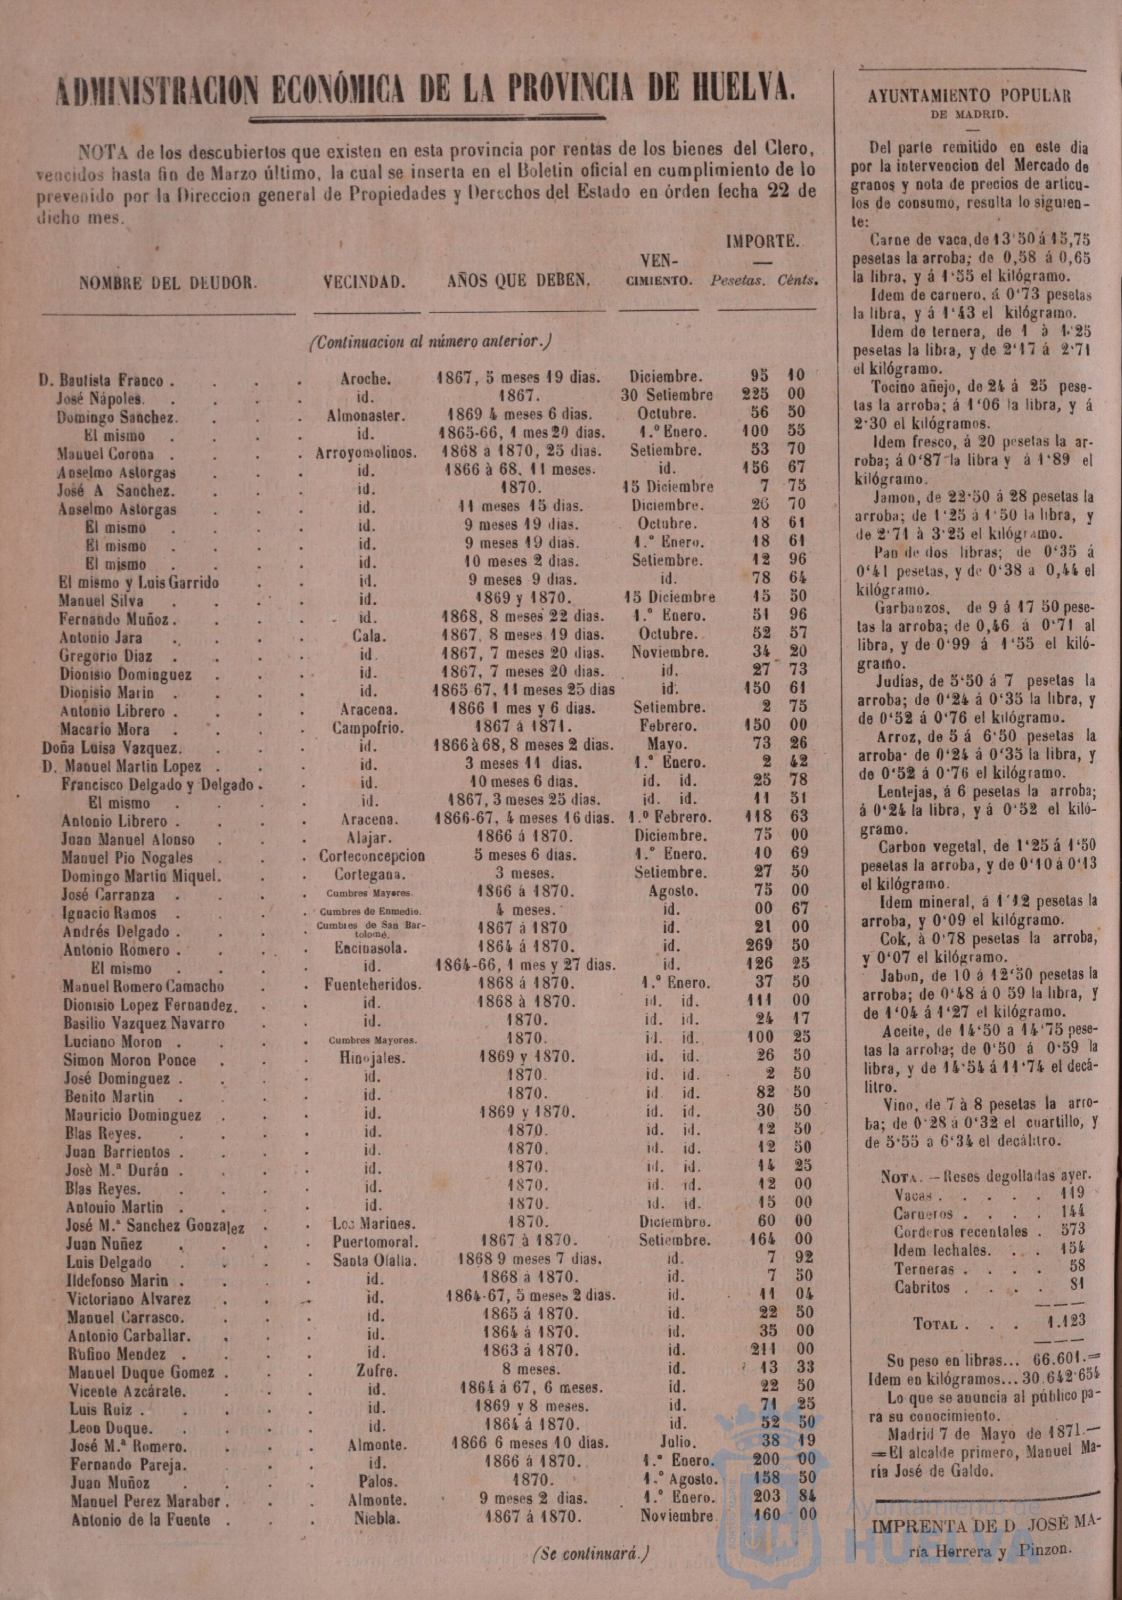 ADMINISTRACION ECONÓMICA DE LA PROVINCIA DE HUELVA.
NOTA de los descubiertos que existen en esta provincia por rentas de los bienes del Clero,
vencidos hasta fin de Marzo último, la cual se inserta en el Boletin oficial en cumplimiento de lo
prevenido por la Direccion general de Propiedades y Derechos del Estado en órden fecha 22 de
dicho mes.
IMPORTE.
NOMBRE DEL DEUDOR. VECINDAD. AÑOS QUE DEBEN. VEN-
CIMIENTO. Pesetas. Cénts.
(Continuacion al número anterior.)
D. Bautista Franco . . . . Aroche. 1867, 5 meses 19 dias. Diciembre. 95 10
José Nápoles. . . . . id. 1867. 30 Setiembre 225 00
Domingo Sanchez. . . . Almonaster. 1869 4 meses 6 dias. Octubre. 56 50
El mismo . . . . id. 1865-66, 1 mes 29 dias. 1.º Enero. 100 55
Manuel Corona . . . . Arroyomolinos. 1868 à 1870, 25 dias. Setiembre. 53 70
Anselmo Astorgas . . . id. 1866 à 68, 11 meses. id. 156 67
José A Sanchez. . . . id. 1870. 15 Diciembre 7 75
Anselmo Astorgas . . . id. 11 meses 15 dias. Diciembre. 26 70
El mismo . . . . id. 9 meses 19 dias. Octubre. 18 61
El mismo . . . . id. 9 meses 19 dias. 1.º Enero. 18 61
El mismo . . . . id. 10 meses 2 dias. Setiembre. 12 96
El mismo y Luis Garrido . . id. 9 meses 9 dias. id. 78 64
Manuel Silva . . . . id. 1869 y 1870. 15 Diciembre 15 50
Fernando Muñoz . . . . id. 1868, 8 meses 22 dias. 1.º Enero. 51 96
Antonio Jara . . . . Cala. 1867, 8 meses 19 dias. Octubre. 52 57
Gregorio Diaz . . . . id. 1867, 7 meses 20 dias. Noviembre. 34 20
Dionisio Dominguez . . . id. 1867, 7 meses 20 dias. id. 27 73
Dionisio Marin . . . . id. 1865-67, 11 meses 25 dias id. 150 61
Antonio Librero . . . . Aracena. 1866 1 mes y 6 dias. Setiembre. 2 75
Macario Mora . . . . Campofrio. 1867 à 1871. Febrero. 150 00
Doña Luisa Vazquez. . . . id. 1866 à 68, 8 meses 2 dias. Mayo. 73 26
D. Manuel Martin Lopez . . . id. 3 meses 11 dias. 1.º Enero. 2 42
Francisco Delgado y Delgado . . id. 10 meses 6 dias. id. id. 25 78
El mismo . . . . id. 1867, 3 meses 25 dias. id. id. 11 51
Antonio Librero . . . . Aracena. 1866-67, 4 meses 16 dias. 1.º Febrero. 118 63
Juan Manuel Alonso . . . Alajar. 1866 á 1870. Diciembre. 75 00
Manuel Pio Nogales . . . Corteconcepcion 5 meses 6 dias. 1.º Enero. 10 69
Domingo Martin Miquel. . . Cortegana. 3 meses. Setiembre. 27 50
José Carranza . . . . Cumbres Mayores. 1866 á 1870. Agosto. 75 00
Ignacio Ramos . . . . Cumbres de Enmedio. 4 meses. id. 00 67
Andrés Delgado . . . . Cumbres de San Bar-
tolomé. 1867 á 1870 id. 21 00
Antonio Romero . . . . Encinasola. 1864 á 1870. id. 269 50
El mismo . . . . id. 1864-66, 1 mes y 27 dias. id. 126 25
Manuel Romero Camacho . . Fuenteheridos. 1868 á 1870. 1.º Enero. 37 50
Dionisio Lopez Fernandez. . . id. 1868 à 1870. id. id. 111 00
Basilio Vazquez Navarro . . id. 1870. id. id. 24 17
Luciano Moron . . . . Cumbres Mayores. 1870. id. id. 100 25
Simon Moron Ponce . . . Hinojales. 1869 y 1870. id. id. 26 50
José Dominguez . . . . id. 1870. id. id. 2 50
Benito Martin . . . . id. 1870. id. id. 82 50
Mauricio Dominguez . . . id. 1869 y 1870. id. id. 30 50
Blas Reyes. . . . . id. 1870. id. id. 12 50
Juan Barrientos . . . . id. 1870. id. id. 12 50
Josè M.ª Durán . . . . id. 1870. id. id. 14 25
Blas Reyes. . . . . id. 1870. id. id. 12 00
Antonio Martin . . . . id. 1870. id. id. 15 00
José M.ª Sanchez Gonzalez . . Los Marines. 1870. Diciembre. 60 00
Juan Nuñez . . . . Puertomoral. 1867 à 1870. Setiembre. 164 00
Luis Delgado . . . . Santa Olalla. 1868 9 meses 7 dias. id. 7 92
Ildefonso Marin . . . . id. 1868 á 1870. id. 7 50
Victoriano Alvarez . . . id. 1864-67, 5 meses 2 dias. id. 11 04
Manuel Carrasco. . . . id. 1865 á 1870. id. 22 50
Antonio Carballar. . . . id. 1864 à 1870. id. 35 00
Rufino Mendez . . . . id. 1863 á 1870. id. 211 00
Manuel Duque Gomez . . . Zufre. 8 meses. id. 13 33
Vicente Azcárate. . . . id. 1864 á 67, 6 meses. id. 22 50
Luis Ruiz . . . . id. 1869 y 8 meses. id. 71 25
Leon Duque. . . . . id. 1864 á 1870. id. 52 50
José M.ª Romero. . . . Almonte. 1866 6 meses 10 dias. Julio. 38 19
Fernando Pareja. . . . id. 1866 à 1870. 1.º Enero. 200 00
Juan Muñoz . . . . Palos. 1870. 1.º Agosto. 158 50
Manuel Perez Maraber . . . Almonte. 9 meses 2 dias. 1.º Enero. 203 84
Antonio de la Fuente . . . Niebla. 1867 á 1870. Noviembre. 160 00
(Se continuará.)
AYUNTAMIENTO POPULAR
DE MADRID.
Del parte remitido en este dia
por la intervencion del Mercado de
granos y nota de precios de artícu-
los de consumo, resulta lo siguien-
te:
Carne de vaca, de 13'50 á 15,75
pesetas la arroba; de 0,58 á 0,65
la libra, y á 1'55 el kilógramo.
Idem de carnero, á 0'73 pesetas
la libra, y á 1'43 el kilógramo.
Idem de ternera, de 1 à 1'25
pesetas la libra, y de 2'17 á 2'71
el kilógramo.
Tocino añejo, de 24 á 25 pese-
tas la arroba; á 1'06 la libra, y á
2'30 el kilógramos.
Idem fresco, á 20 pesetas la ar-
roba; á 0'87 la libra y á 1'89 el
kilógramo.
Jamon, de 22'50 á 28 pesetas la
arroba; de 1'25 á 1'50 la libra, y
de 2'71 à 3'25 el kilógramo.
Pan de dos libras; de 0'35 á
0'41 pesetas, y de 0'38 a 0,44 el
kilógramo.
Garbanzos, de 9 á 17 50 pese-
tas la arroba; de 0,46 á 0'71 al
libra, y de 0'99 á 1'55 el kiló-
gramo.
Judías, de 5'50 á 7 pesetas la
arroba; de 0'24 á 0'35 la libra, y
de 0'52 á 0'76 el kilógramo.
Arroz, de 5 á 6'50 pesetas la
arroba· de 0'24 á 0'35 la libra, y
de 0'52 á 0'76 el kilógramo.
Lentejas, á 6 pesetas la arroba;
á 0'24 la libra, y á 0'52 el kiló-
gramo.
Carbon vegetal, de 1'25 á 1'50
pesetas la arroba, y de 0'10 á 0'13
el kilógramo.
Idem mineral, á 1'12 pesetas la
arroba, y 0'09 el kilógramo.
Cok, à 0'78 pesetas la arroba,
y 0'07 el kilógramo.
Jabon, de 10 á 12'50 pesetas la
arroba; de 0'48 á 0 59 la libra, y
de 1'04 á 1'27 el kilógramo.
Aceite, de 14'50 à 14'75 pese-
tas la arroba; de 0'50 á 0'59 la
libra, y de 14'54 á 11'74 el decá-
litro.
Vino, de 7 à 8 pesetas la arro-
ba; de 0'28 á 0'32 el cuartillo, y
de 5'55 a 6'34 el decálitro.
NOTA. — Reses degolladas ayer.
Vacas . . . . . 119
Carneros . . . . 144
Corderos recentales . 573
Idem lechales. . . 154
Terneras . . . . 58
Cabritos . . . . 81
TOTAL . . . 1.123
Su peso en libras... 66.601.=
Idem en kilógramos... 30.642'654
Lo que se anuncia al público pa-
ra su conocimiento.
Madrid 7 de Mayo de 1871.—
=El alcalde primero, Manuel Ma-
ría José de Galdo.
IMPRENTA DE D. JOSÉ MA-
ría Herrera y Pinzon.
Ayuntamiento de
HUELVA